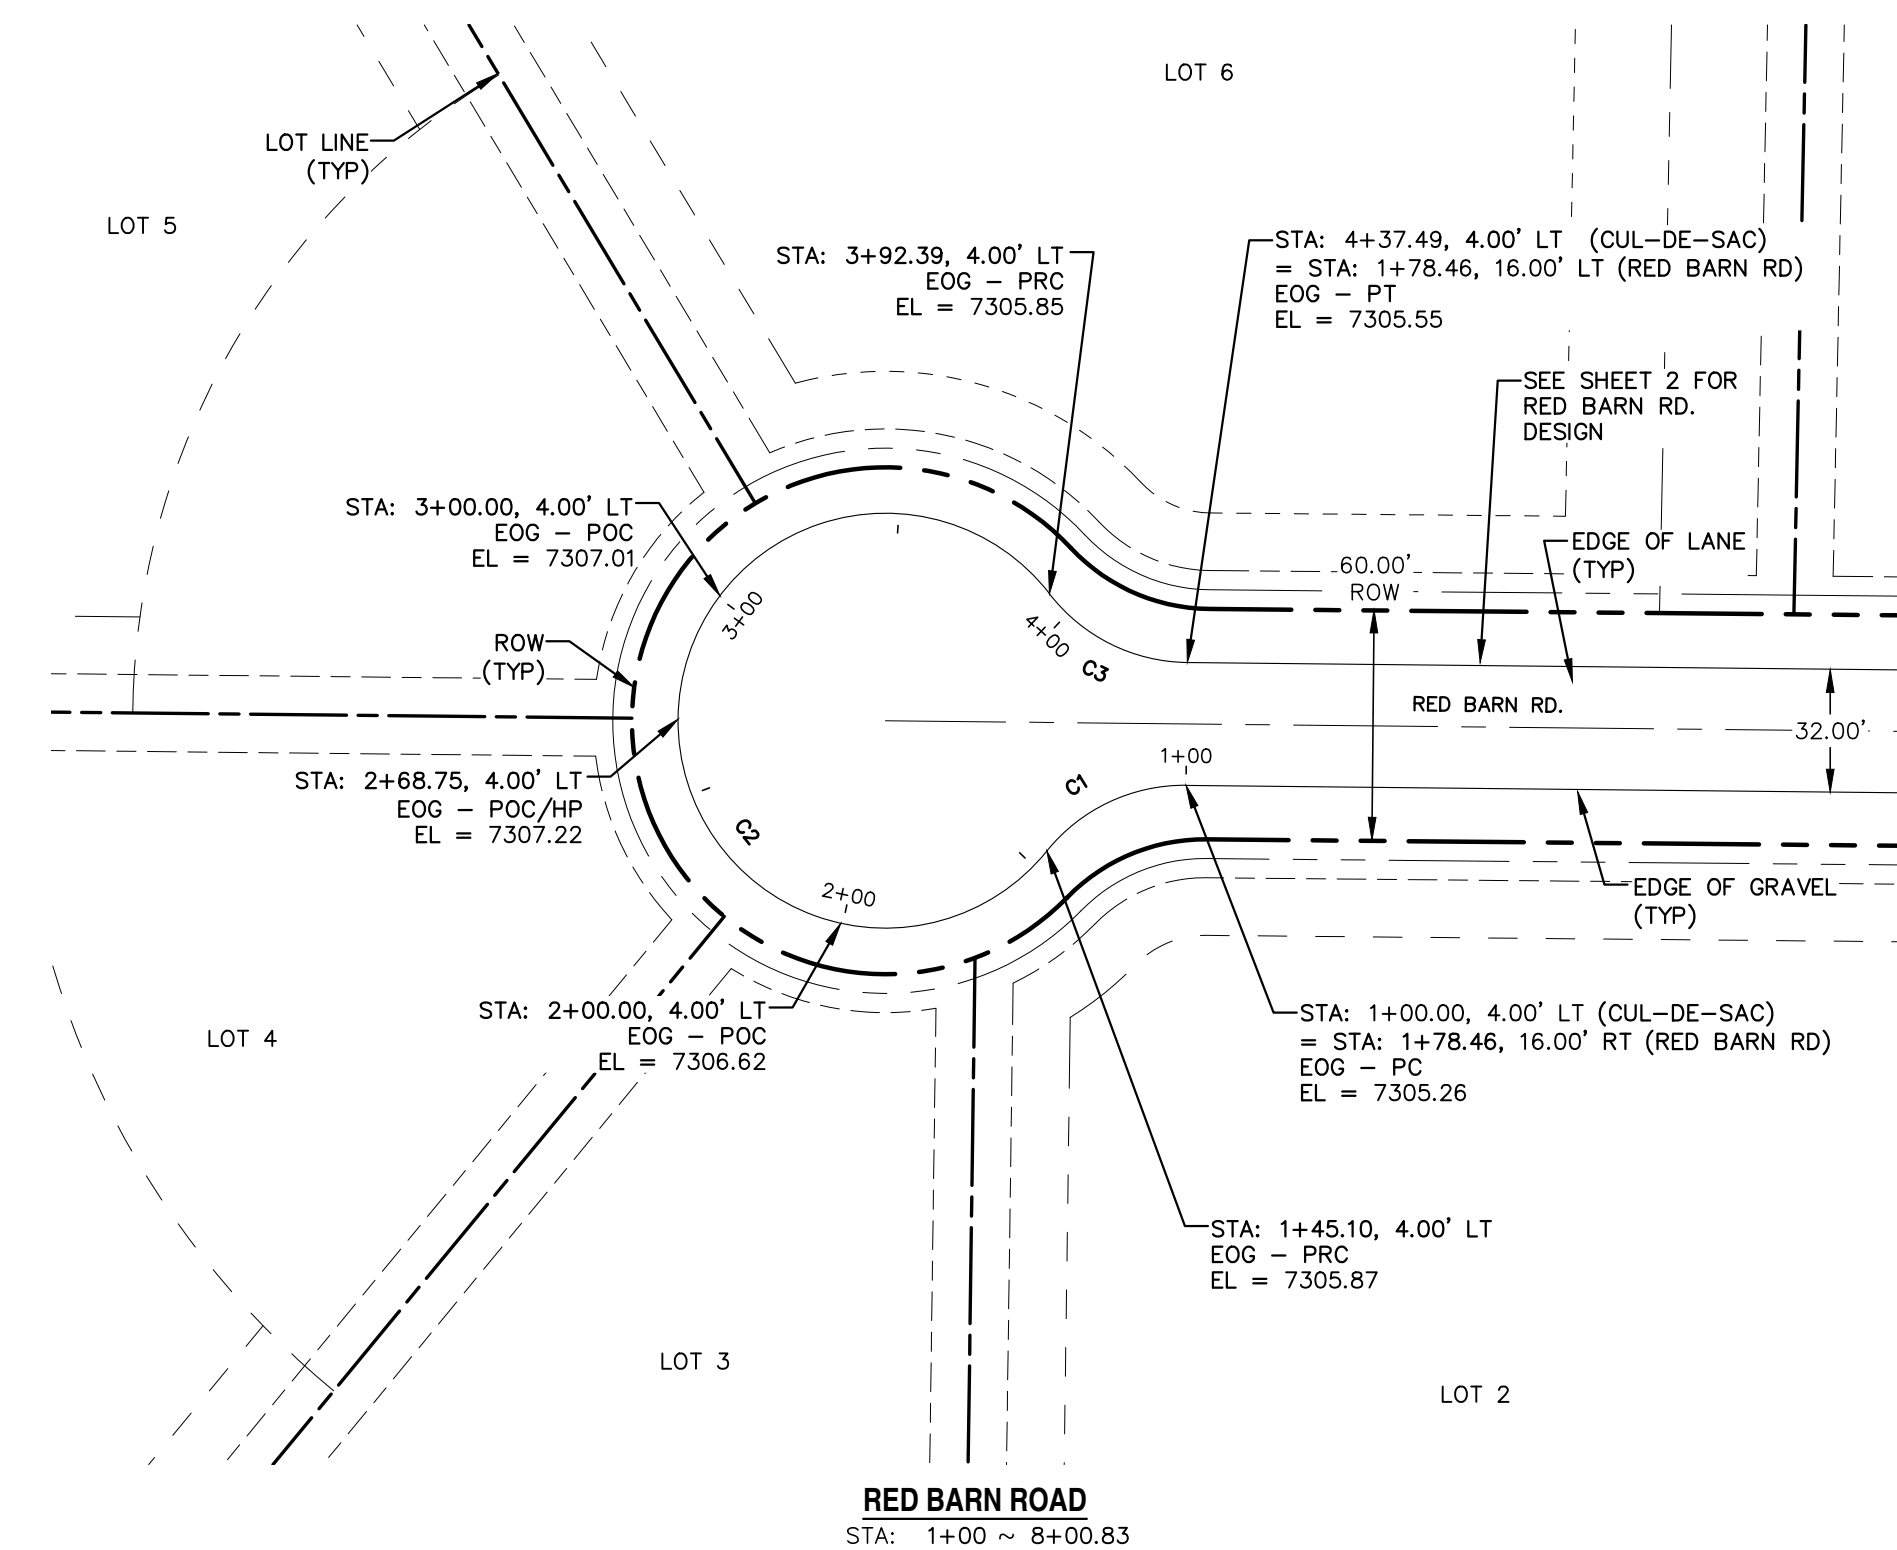 LOT 6
LOT LINE
(TYP)
LOT 5
STA: 3+92.39, 4.00' LT
EOG - PRC
EL = 7305.85
STA: 4+37.49, 4.00' LT (CUL-DE-SAC)
= STA: 1+78.46, 16.00' LT (RED BARN RD)
EOG - PT
EL = 7305.55
SEE SHEET 2 FOR
RED BARN RD.
DESIGN
STA: 3+00.00, 4.00' LT
EOG - POC
EL = 7307.01
EDGE OF LANE
(TYP)
60.00'
ROW
3+00
4+00
C3
ROW
(TYP)
RED BARN RD.
32.00'
1+00
C1
STA: 2+68.75, 4.00' LT
EOG - POC/HP
EL = 7307.22
C2
2+00
EDGE OF GRAVEL
(TYP)
STA: 2+00.00, 4.00' LT
EOG - POC
EL = 7306.62
LOT 4
STA: 1+00.00, 4.00' LT (CUL-DE-SAC)
= STA: 1+78.46, 16.00' RT (RED BARN RD)
EOG - PC
EL = 7305.26
STA: 1+45.10, 4.00' LT
EOG - PRC
EL = 7305.87
LOT 3
LOT 2
RED BARN ROAD
STA: 1+00 ~ 8+00.83